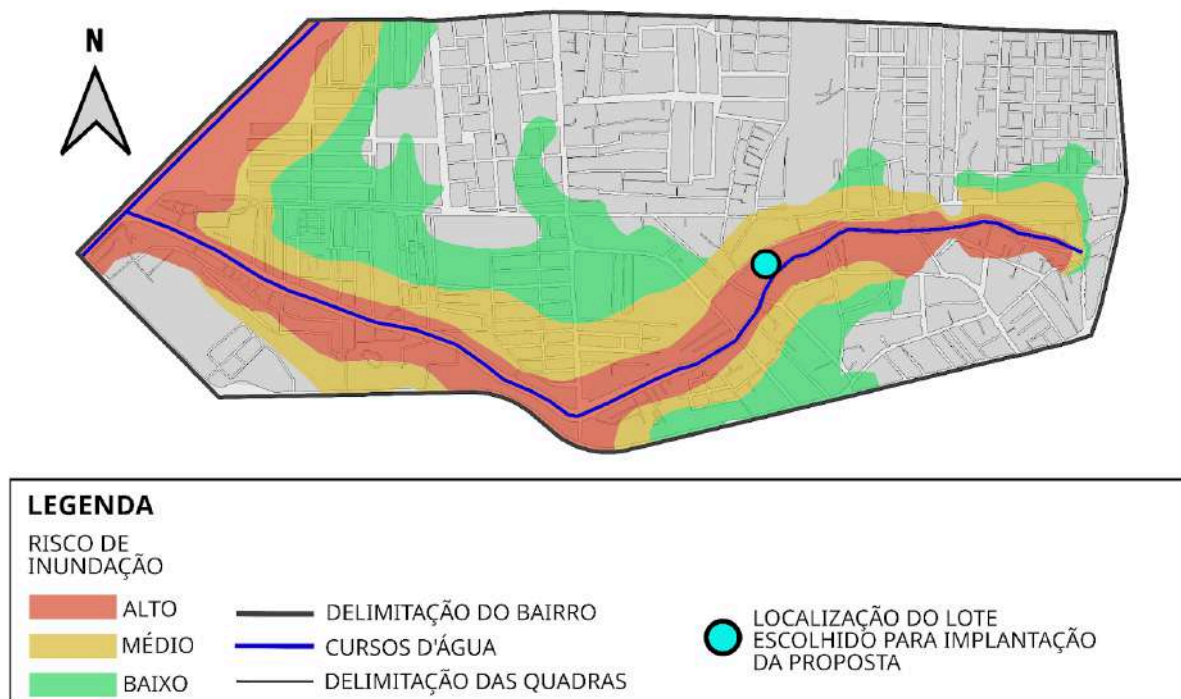 N
LEGENDA
RISCO DE
INUNDAÇÃO
ALTO
MÉDIO
BAIXO
DELIMITAÇÃO DO BAIRRO
CURSOS D'ÁGUA
DELIMITAÇÃO DAS QUADRAS
LOCALIZAÇÃO DO LOTE
ESCOLHIDO PARA IMPLANTAÇÃO
DA PROPOSTA